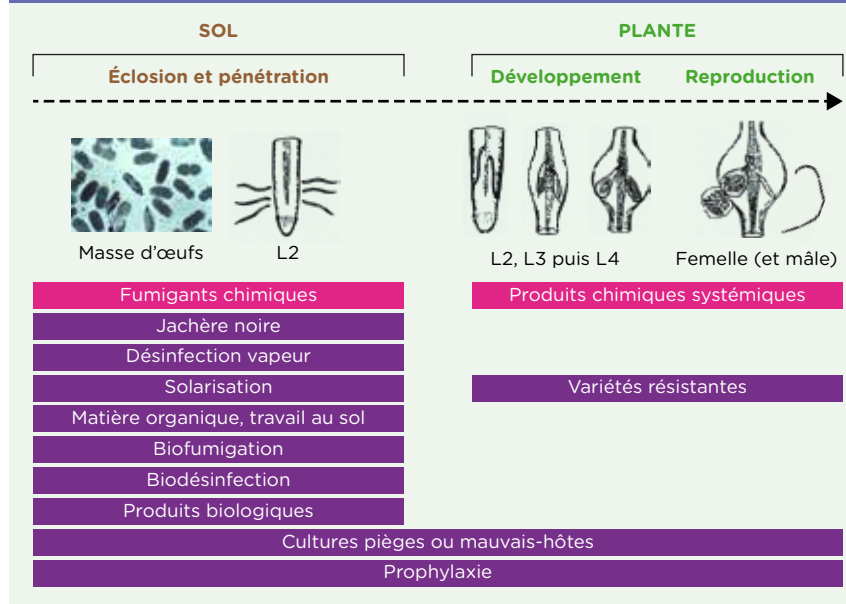 SOL
PLANTE
Éclosion et pénétration
Développement
Reproduction
Masse d'œufs
L2
L2, L3 puis L4
Femelle (et mâle)
Fumigants chimiques
Produits chimiques systémiques
Jachère noire
Désinfection vapeur
Solarisation
Variétés résistantes
Matière organique, travail au sol
Biofumigation
Biodésinfection
Produits biologiques
Cultures pièges ou mauvais-hôtes
Prophylaxie